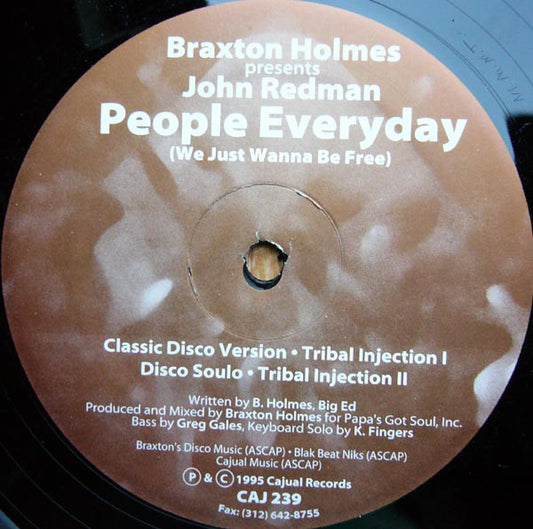 Braxton Holmes
presents
John Redman
People Everyday
(We Just Wanna Be Free)
Classic Disco Version • Tribal Injection I
Disco Soulo • Tribal Injection II
Written by B. Holmes, Big Ed
Produced and Mixed by Braxton Holmes for Papa's Got Soul, Inc.
Bass by Greg Gales, Keyboard Solo by K. Fingers
Braxton's Disco Music (ASCAP) • Blak Beat Niks (ASCAP)
Cajual Music (ASCAP)
Ⓟ & © 1995 Cajual Records
CAJ 239
Fax: (312) 642-8755